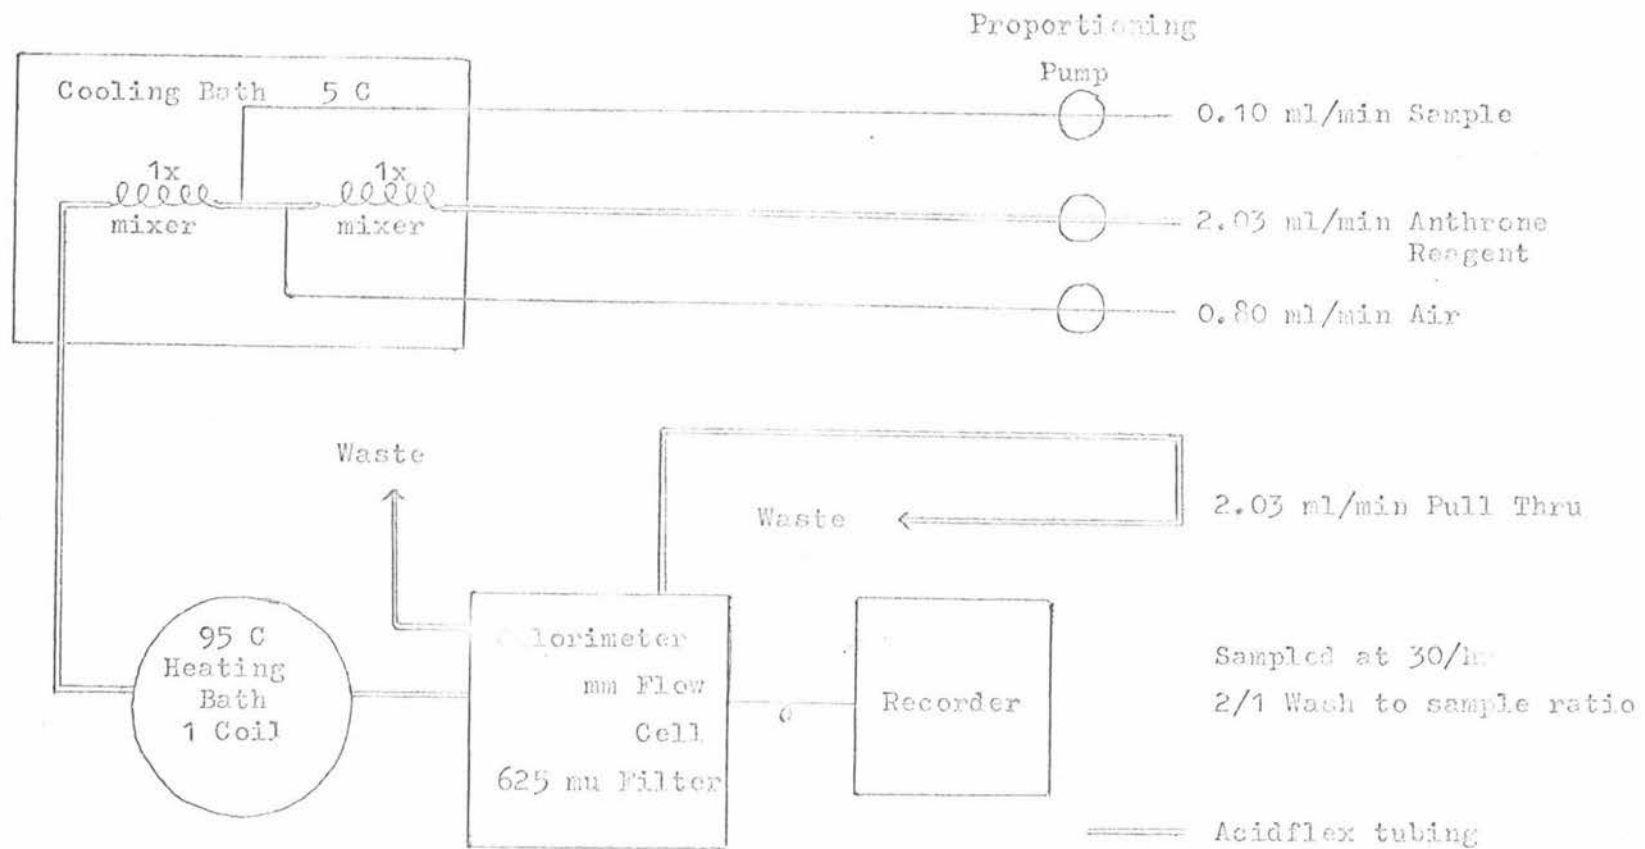 Proportioning
Pump
Cooling Bath 5 C
0.10 ml/min Sample
1x
mixer
1x
mixer
2.03 ml/min Anthrone
Reagent
0.80 ml/min Air
Waste
Waste
2.03 ml/min Pull Thru
95 C
Heating
Bath
1 Coil
mm Flow
Cell
625 mu Filter
Recorder
Sampled at 30/hr
2/1 Wash to sample ratio
Acidflex tubing